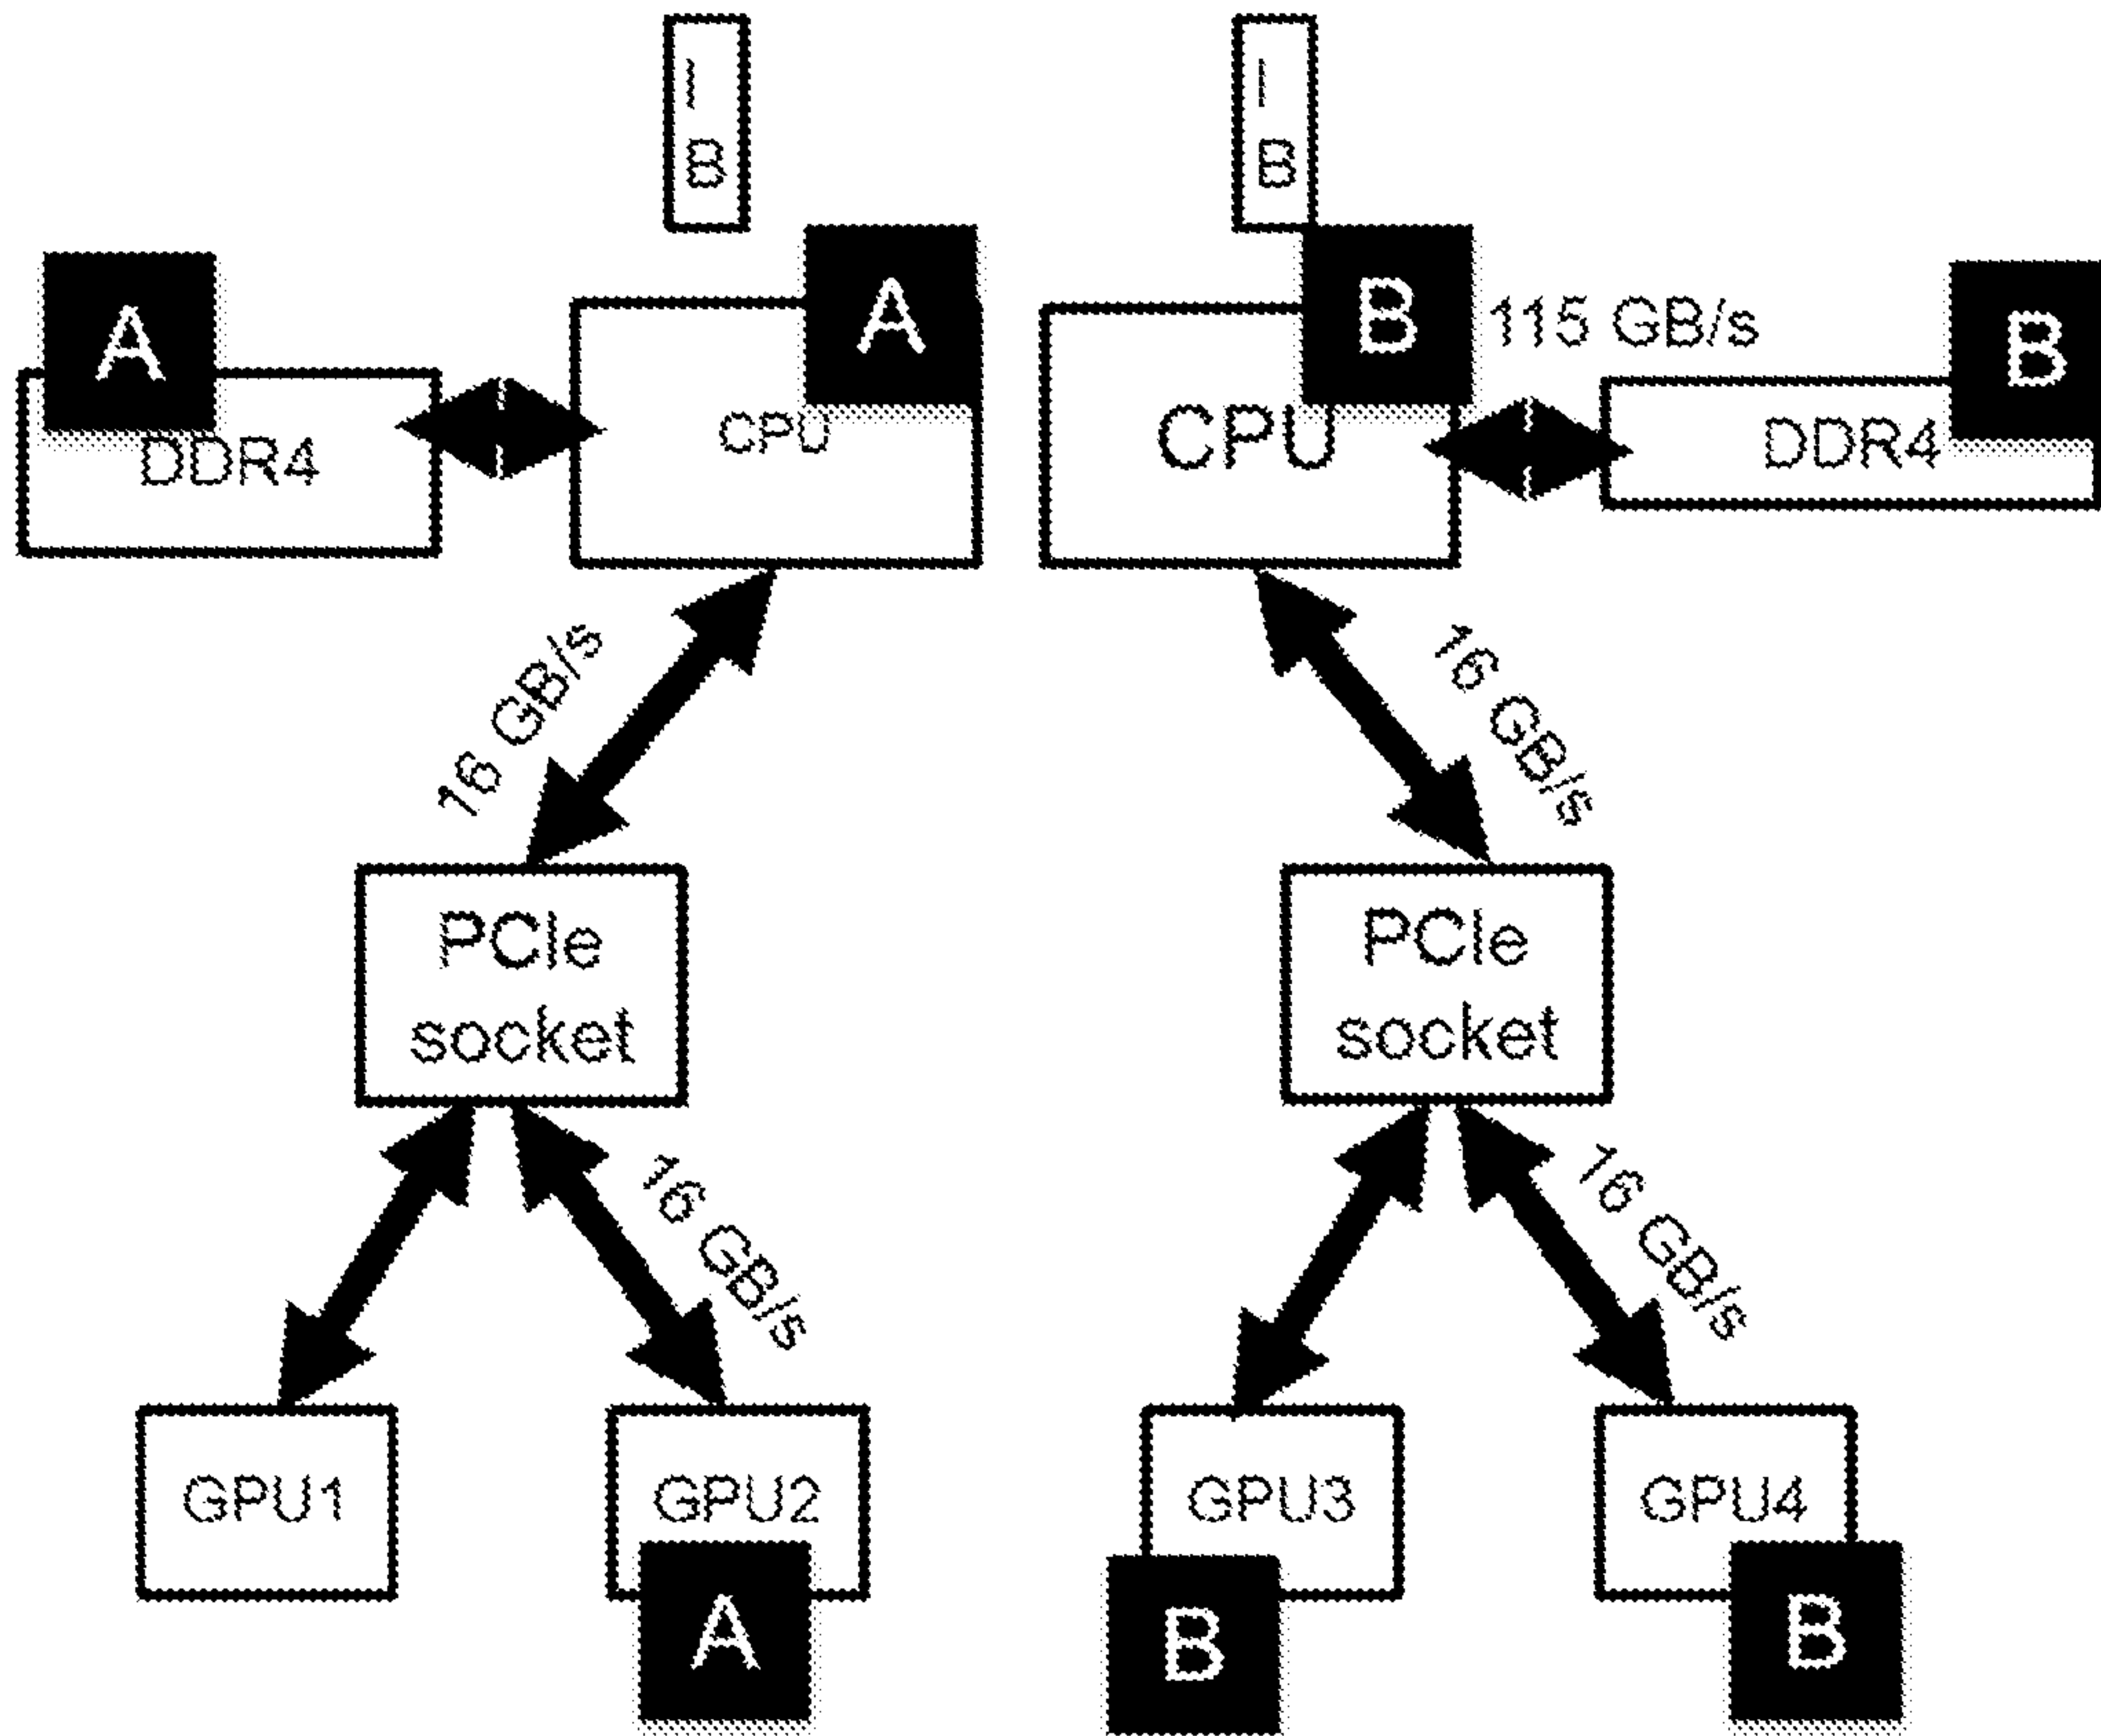 I
B
I
B
A
A
B
115 GB/s
B
DDR4
CPU
CPU
DDR4
16 GB/s
16 GB/s
PCIe
socket
PCIe
socket
16 GB/s
16 GB/s
GPU1
GPU2
GPU3
GPU4
A
B
B